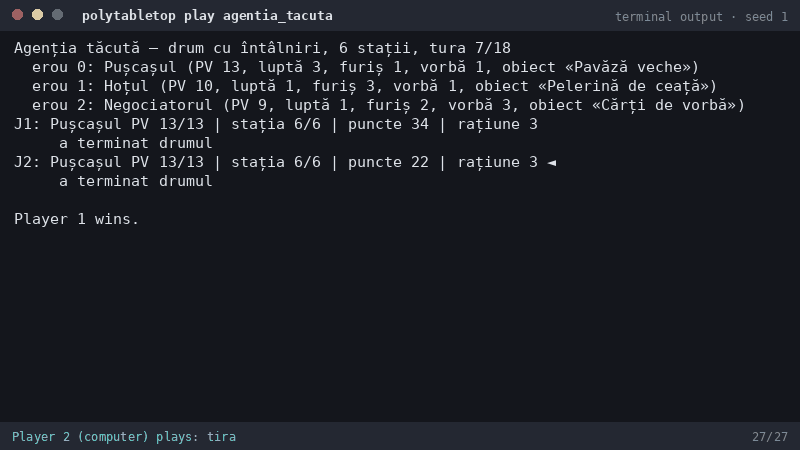 polytabletop play agentia_tacuta
terminal output · seed 1
Agenția tăcută — drum cu întâlniri, 6 stații, tura 7/18
erou 0: Pușcașul (PV 13, luptă 3, furiș 1, vorbă 1, obiect «Pavăză veche»)
erou 1: Hoțul (PV 10, luptă 1, furiș 3, vorbă 1, obiect «Pelerină de ceață»)
erou 2: Negociatorul (PV 9, luptă 1, furiș 2, vorbă 3, obiect «Cărți de vorbă»)
J1: Pușcașul PV 13/13 | stația 6/6 | puncte 34 | rațiune 3
a terminat drumul
J2: Pușcașul PV 13/13 | stația 6/6 | puncte 22 | rațiune 3 ◄
a terminat drumul
Player 1 wins.
Player 2 (computer) plays: tira
27/27